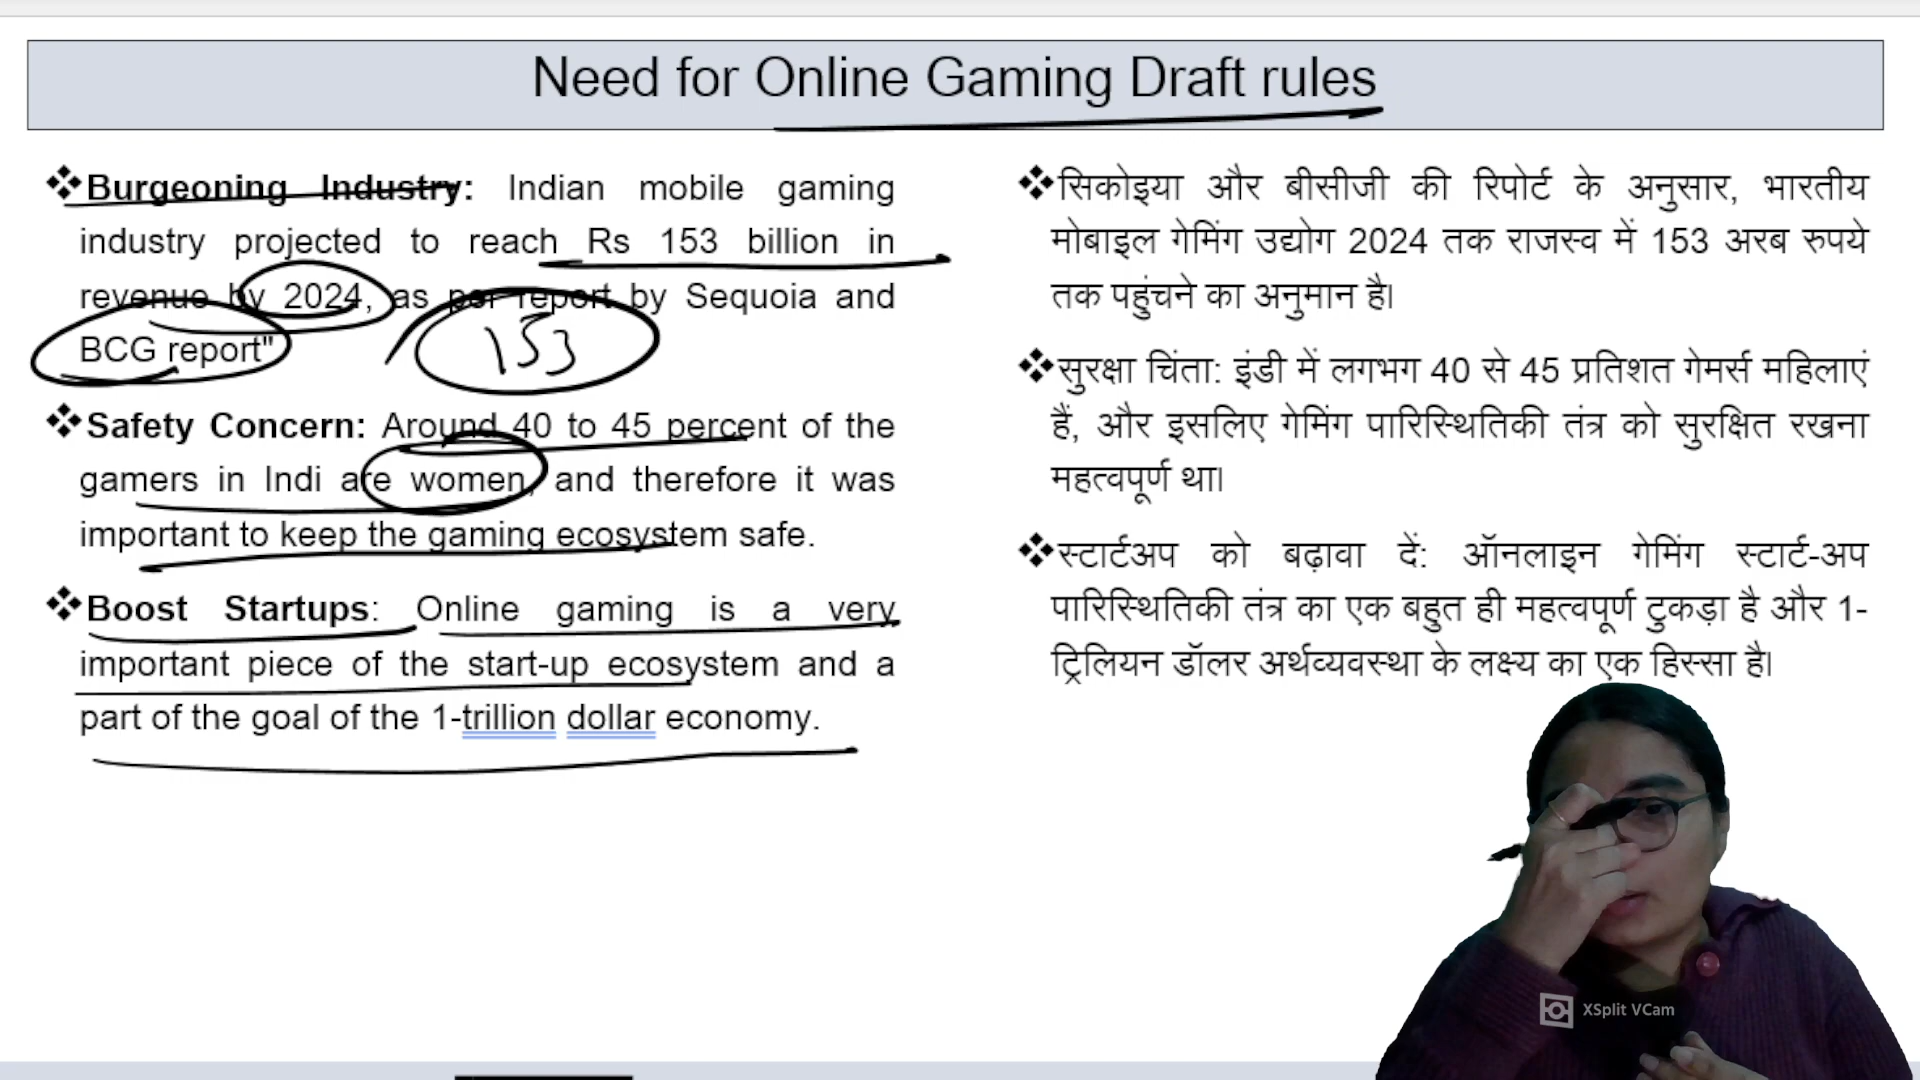 Need for Online Gaming Draft rules
❖Burgeoning Industry: Indian mobile gaming
industry projected to reach Rs 153 billion in
revenue by 2024, as per report by Sequoia and
BCG report"
153
❖Safety Concern: Around 40 to 45 percent of the
gamers in Indi are women, and therefore it was
important to keep the gaming ecosystem safe.
❖Boost Startups: Online gaming is a very
important piece of the start-up ecosystem and a
part of the goal of the 1-trillion dollar economy.
❖सिकोइया और बीसीजी की रिपोर्ट के अनुसार, भारतीय
मोबाइल गेमिंग उद्योग 2024 तक राजस्व में 153 अरब रुपये
तक पहुंचने का अनुमान है।
❖सुरक्षा चिंता: इंडी में लगभग 40 से 45 प्रतिशत गेमर्स महिलाएं
हैं, और इसलिए गेमिंग पारिस्थितिकी तंत्र को सुरक्षित रखना
महत्वपूर्ण था।
❖स्टार्टअप को बढ़ावा दें: ऑनलाइन गेमिंग स्टार्ट-अप
पारिस्थितिकी तंत्र का एक बहुत ही महत्वपूर्ण टुकड़ा है और 1-
ट्रिलियन डॉलर अर्थव्यवस्था के लक्ष्य का एक हिस्सा है।
XSplit VCam